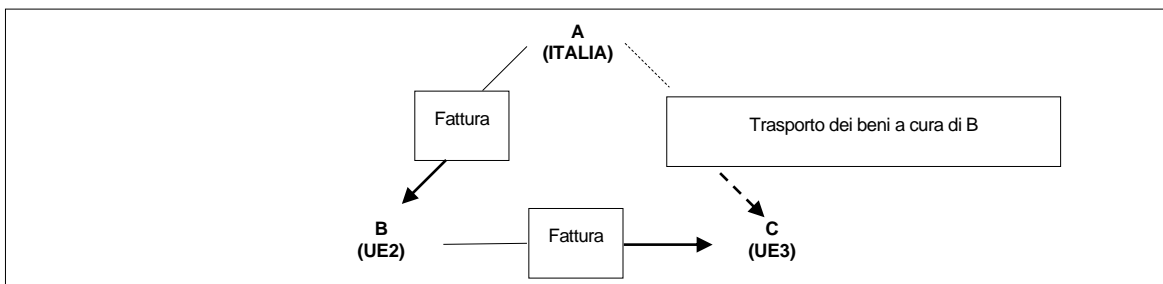 A
(ITALIA)
Fattura
Trasporto dei beni a cura di B
B
(UE2)
Fattura
C
(UE3)